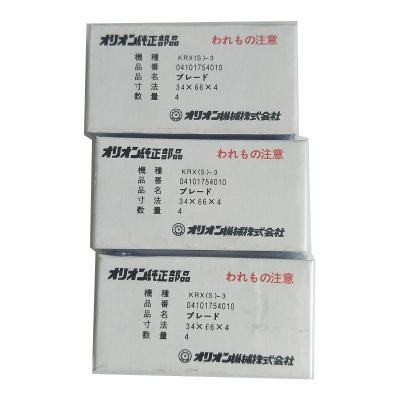 オリオン純正部品 われもの注意
機種 KRX(S)-3
品番 04101754010
品名 ブレード
寸法 34×66×4
数量 4
オリオン機械株式会社
オリオン純正部品 われもの注意
機種 KRX(S)-3
品番 04101754010
品名 ブレード
寸法 34×66×4
数量 4
オリオン機械株式会社
オリオン純正部品 われもの注意
機種 KRX(S)-3
品番 04101754010
品名 ブレード
寸法 34×66×4
数量 4
オリオン機械株式会社